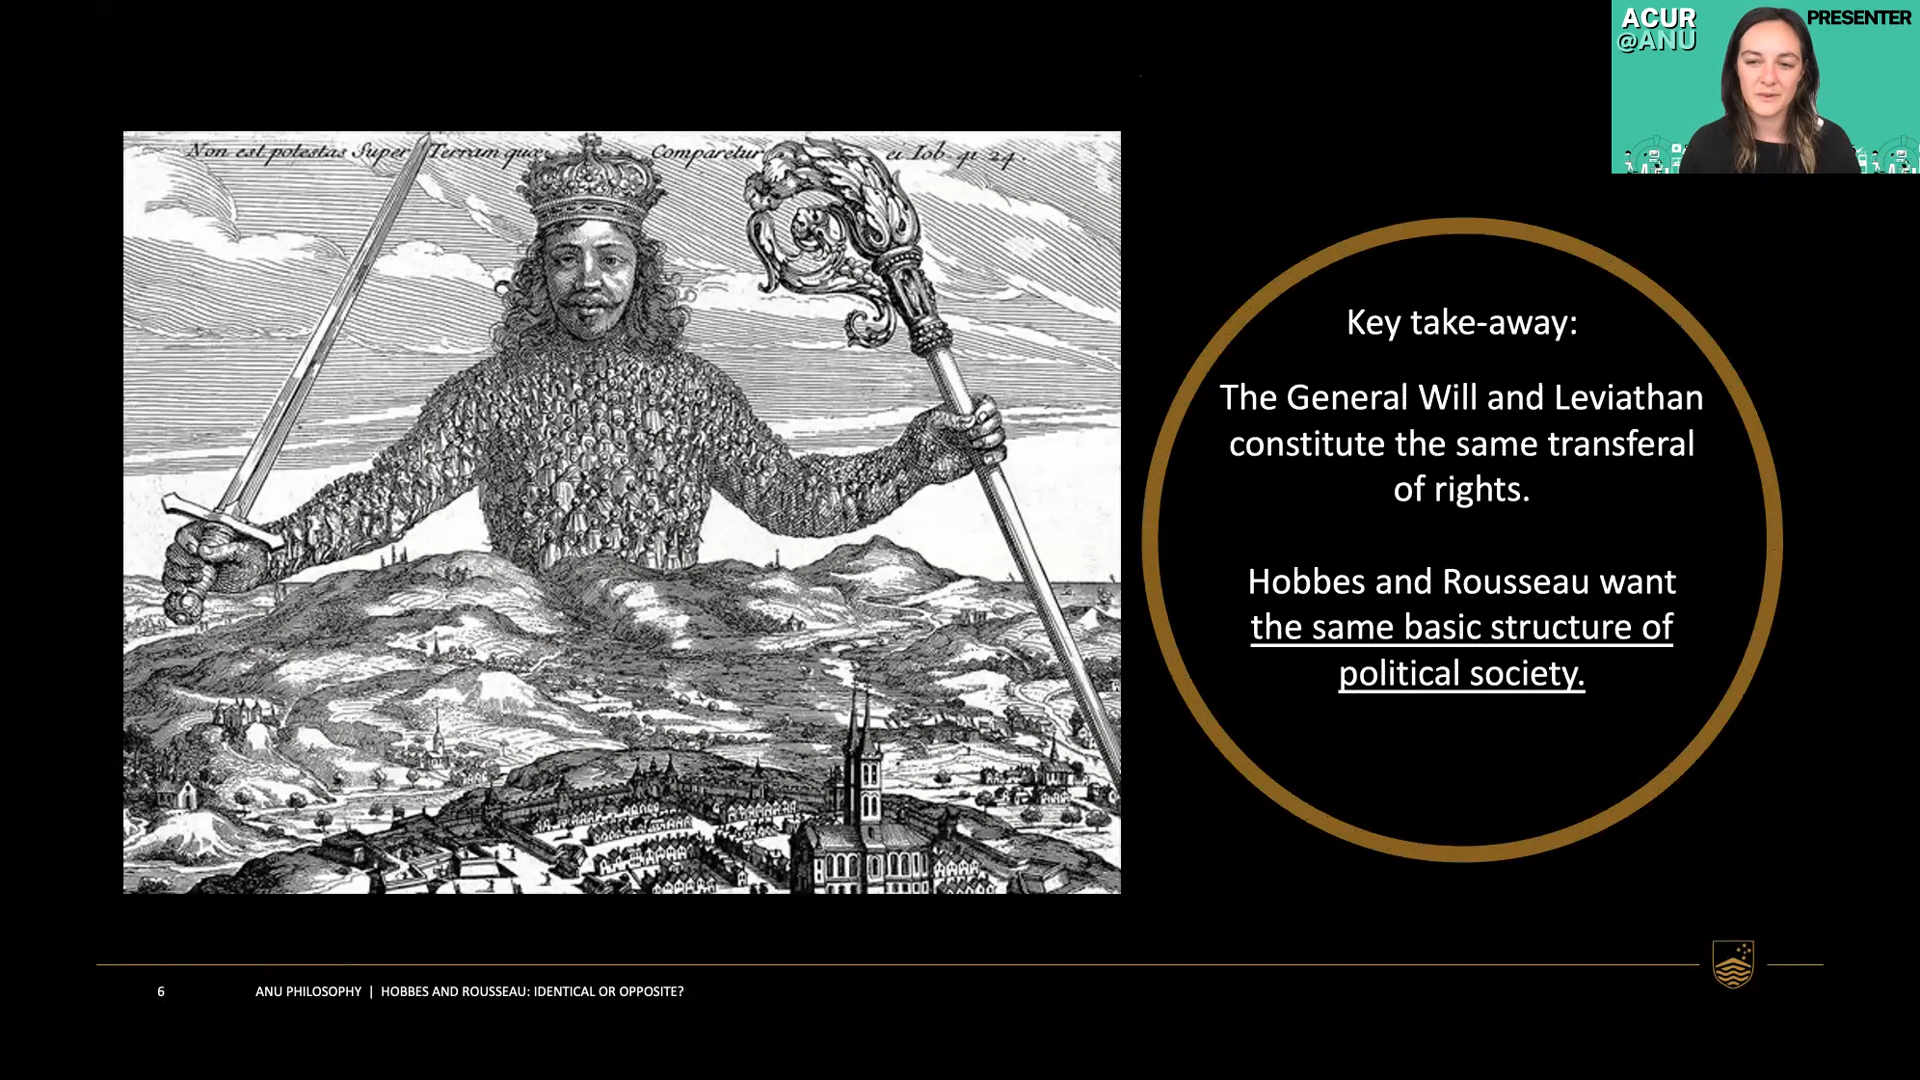 ACUR
@ANU
PRESENTER
Non est potestas Super Terram quae Comparetur ei Iob. 41 24.
Key take-away:
The General Will and Leviathan
constitute the same transferal
of rights.
Hobbes and Rousseau want
the same basic structure of
political society.
6
ANU PHILOSOPHY | HOBBES AND ROUSSEAU: IDENTICAL OR OPPOSITE?